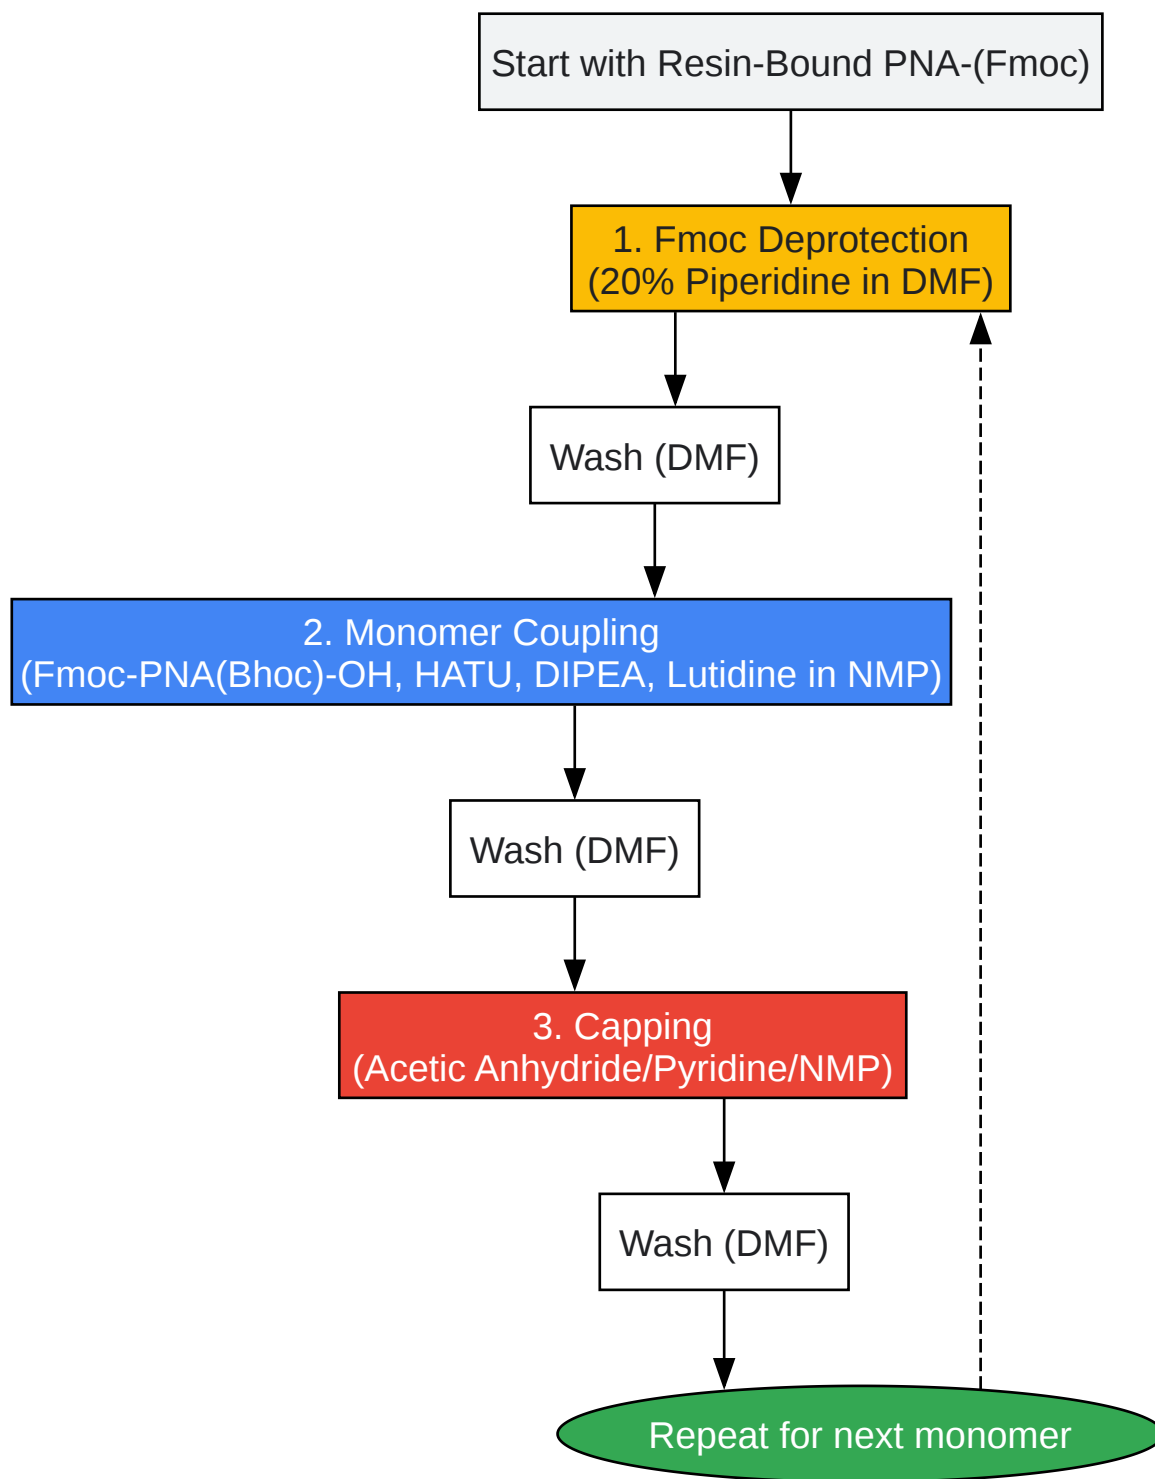 Start with Resin-Bound PNA-(Fmoc)
1. Fmoc Deprotection
(20% Piperidine in DMF)
Wash (DMF)
2. Monomer Coupling
(Fmoc-PNA(Bhoc)-OH, HATU, DIPEA, Lutidine in NMP)
Wash (DMF)
3. Capping
(Acetic Anhydride/Pyridine/NMP)
Wash (DMF)
Repeat for next monomer